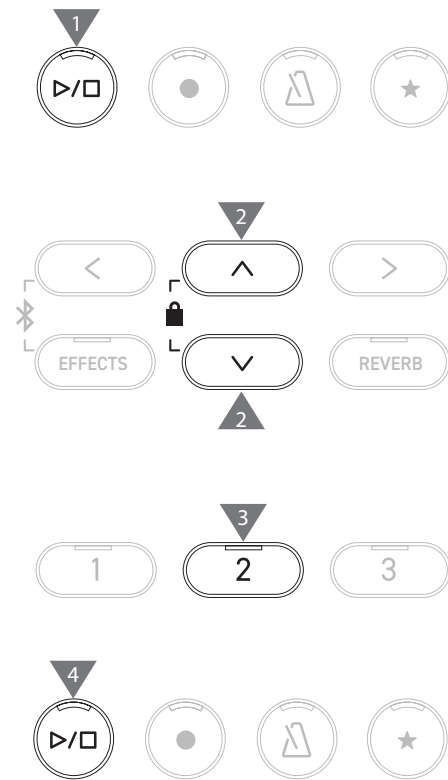 1
▷/□
2
< ∧ >
EFFECTS ∨ REVERB
2
3
1 2 3
4
▷/□